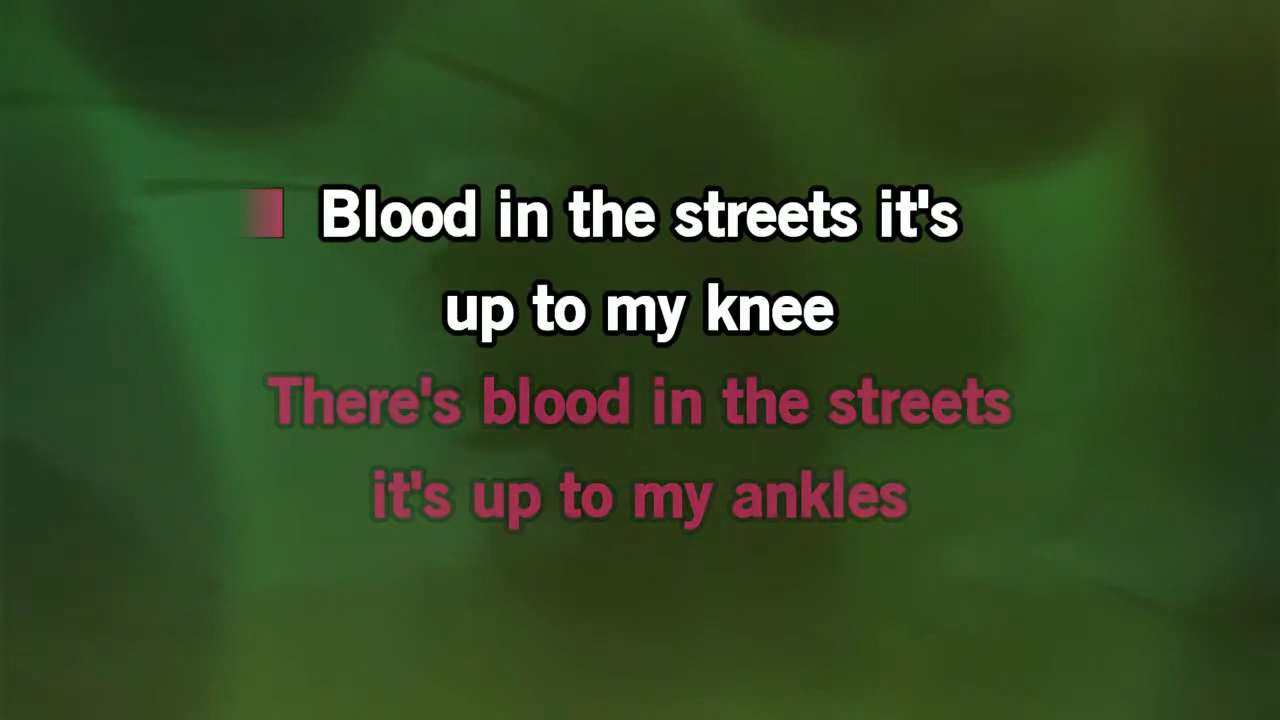 Blood in the streets it's
up to my knee
There's blood in the streets
it's up to my ankles